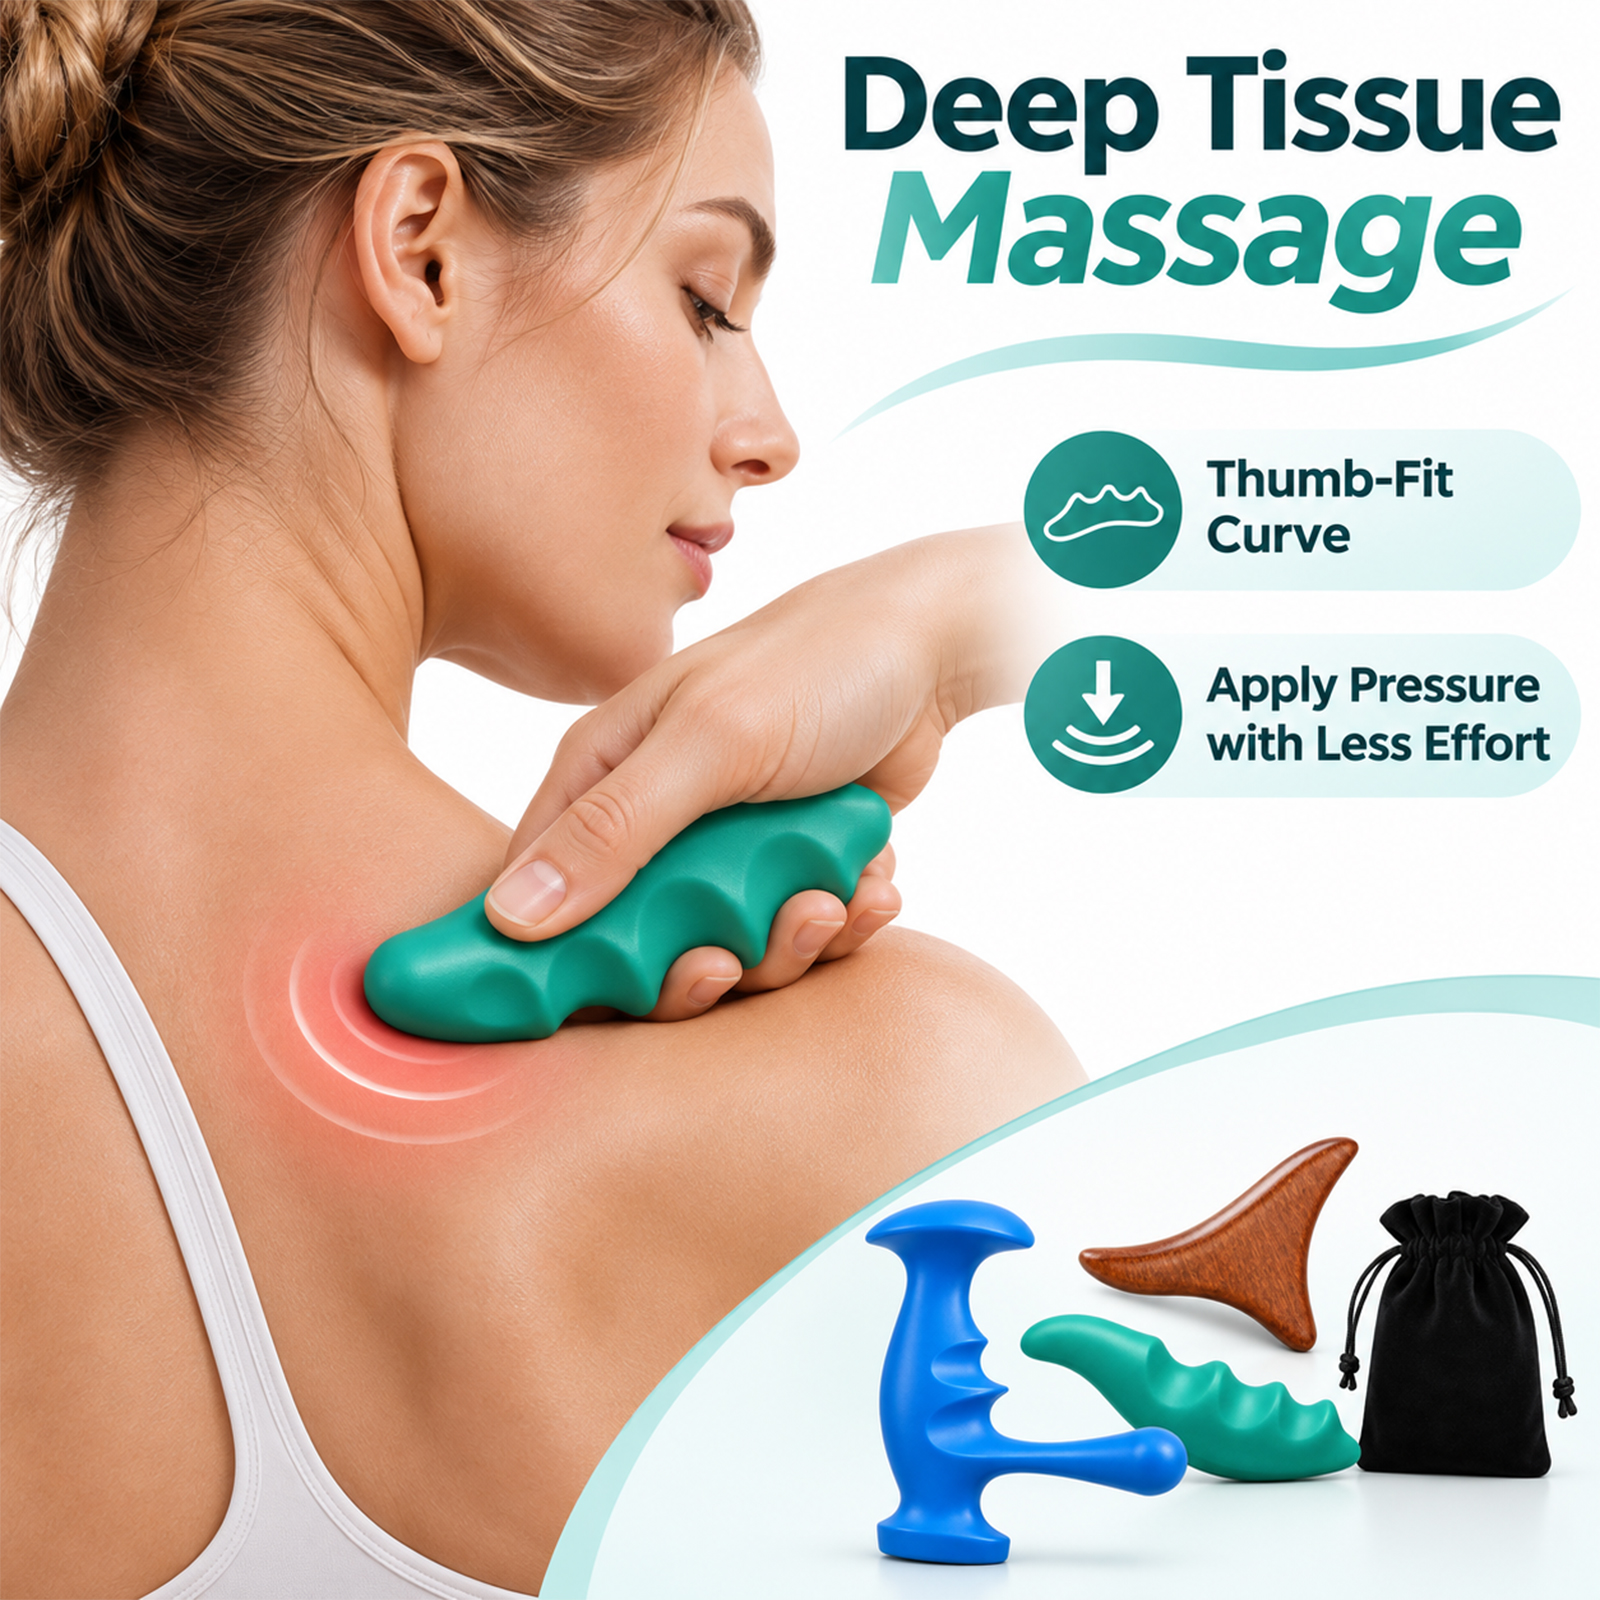 Deep Tissue
Massage
Thumb-Fit
Curve
Apply Pressure
with Less Effort